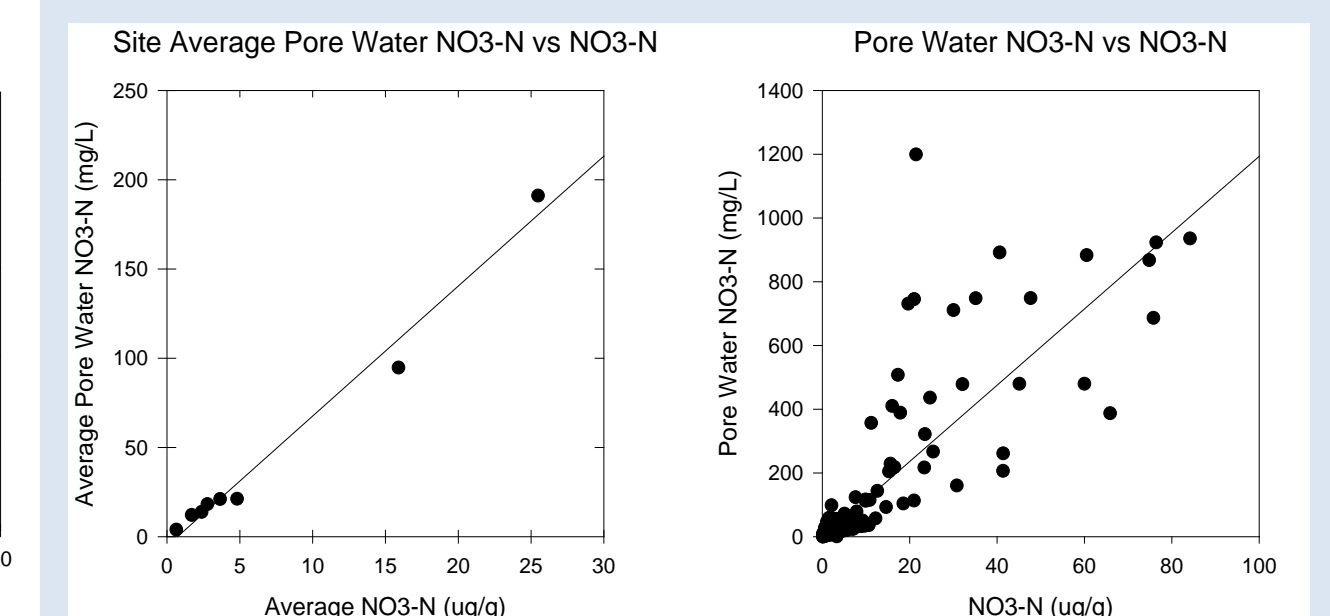 Site Average Pore Water NO3-N vs NO3-N
Average Pore Water NO3-N (mg/L)
250
200
150
100
50
0
0 5 10 15 20 25 30
Average NO3-N (ug/g)
Pore Water NO3-N vs NO3-N
Pore Water NO3-N (mg/L)
1400
1200
1000
800
600
400
200
0
0 20 40 60 80 100
NO3-N (ug/g)
0